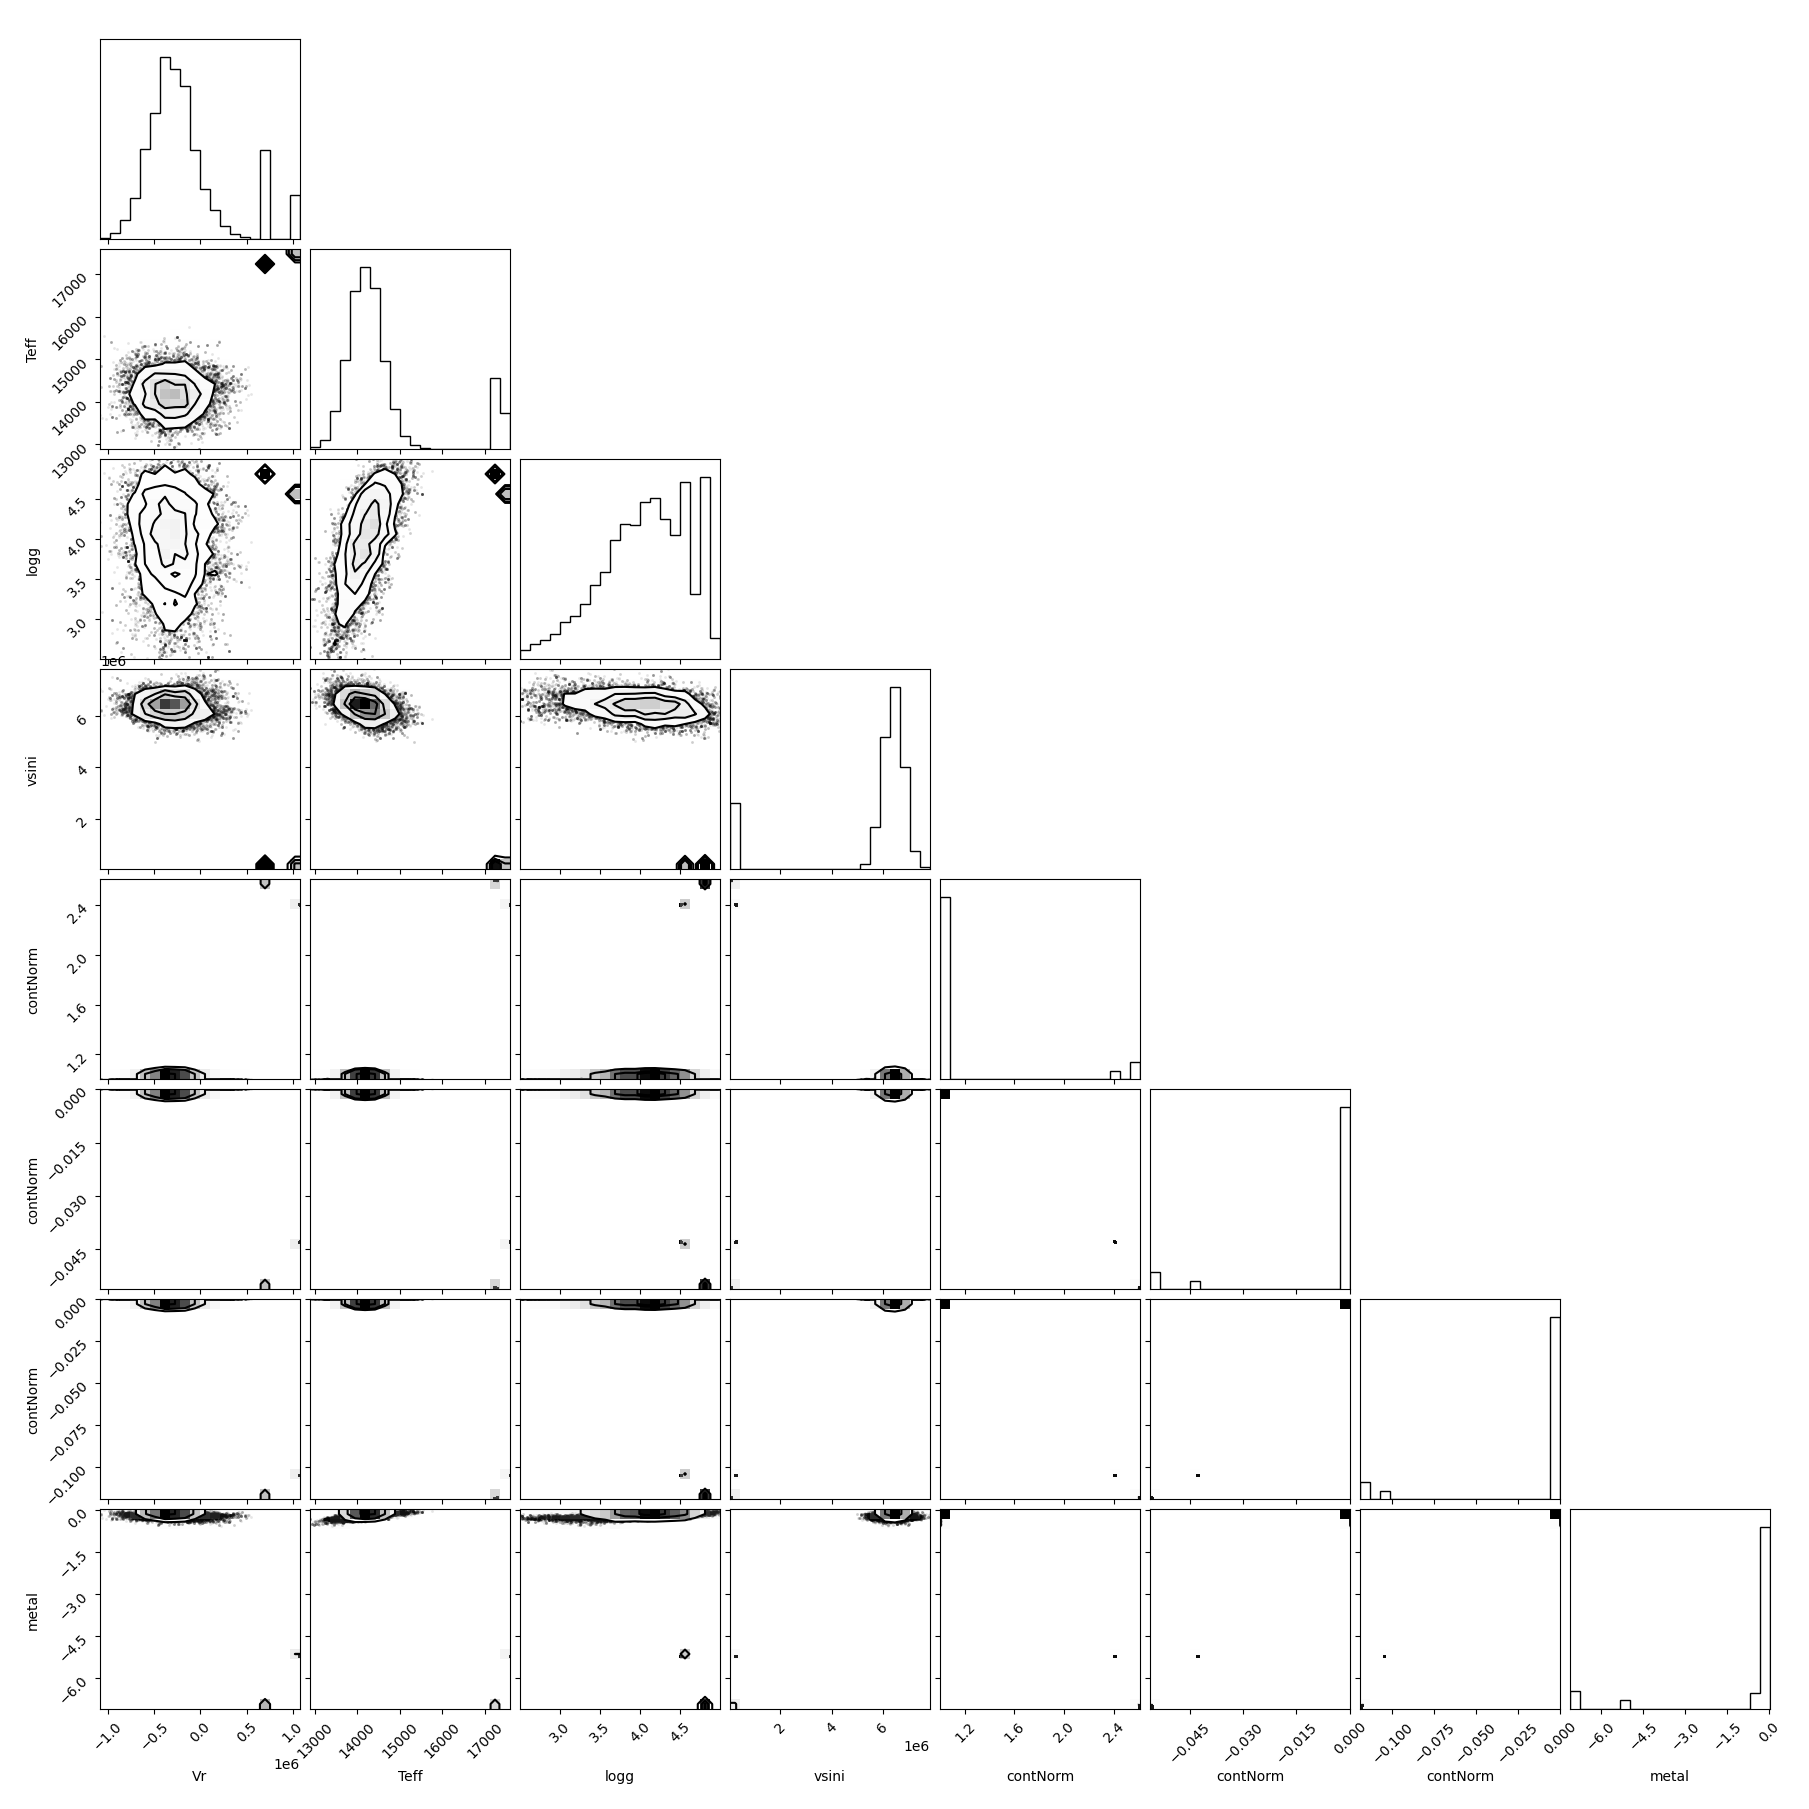 17000
16000
15000
14000
13000
Teff
4.5
4.0
3.5
3.0
logg
1e6
6
4
2
vsini
2.4
2.0
1.6
1.2
contNorm
0.000
−0.015
−0.030
−0.045
contNorm
0.000
−0.025
−0.050
−0.075
−0.100
contNorm
0.0
−1.5
−3.0
−4.5
−6.0
metal
−1.0 −0.5 0.0 0.5 1.0
1e6
Vr
13000 14000 15000 16000 17000
Teff
3.0 3.5 4.0 4.5
logg
2 4 6
1e6
vsini
1.2 1.6 2.0 2.4
contNorm
−0.045 −0.030 −0.015 0.000
contNorm
−0.100 −0.075 −0.050 −0.025 0.000
contNorm
−6.0 −4.5 −3.0 −1.5 0.0
metal